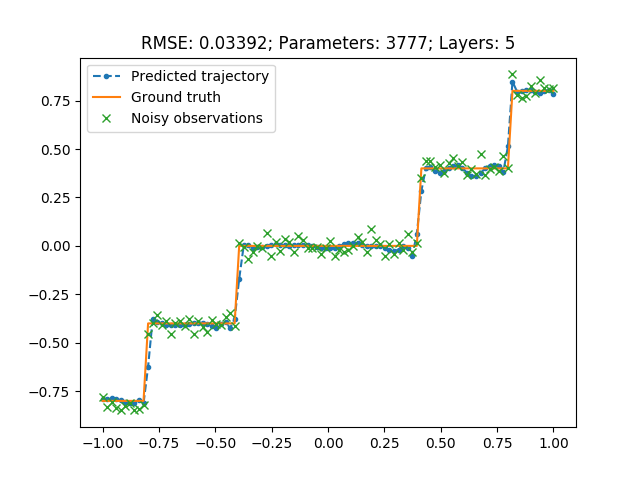 RMSE: 0.03392; Parameters: 3777; Layers: 5
Predicted trajectory
Ground truth
Noisy observations
0.75
0.50
0.25
0.00
−0.25
−0.50
−0.75
−1.00 −0.75 −0.50 −0.25 0.00 0.25 0.50 0.75 1.00